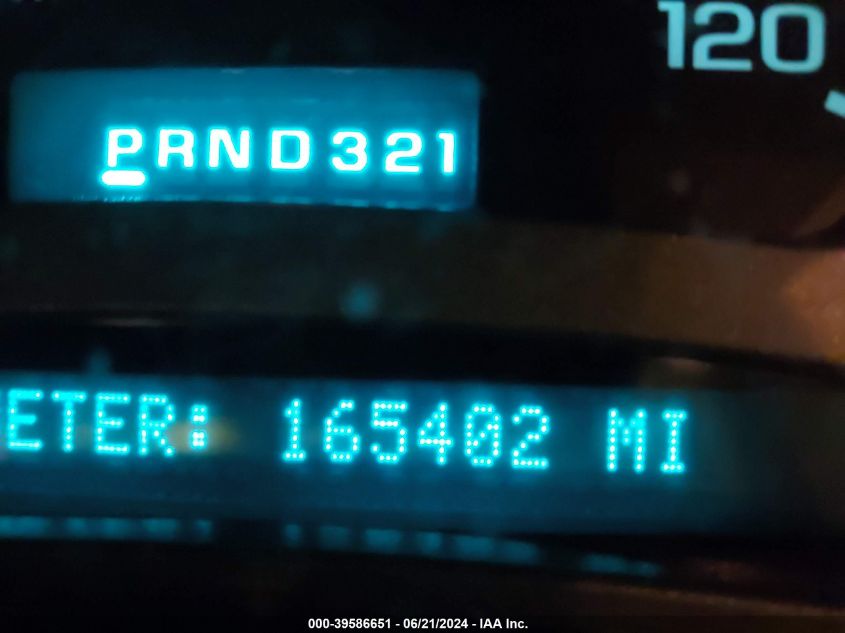 120
PRND321
ETER: 165402 MI
000-39586651 - 06/21/2024 - IAA Inc.